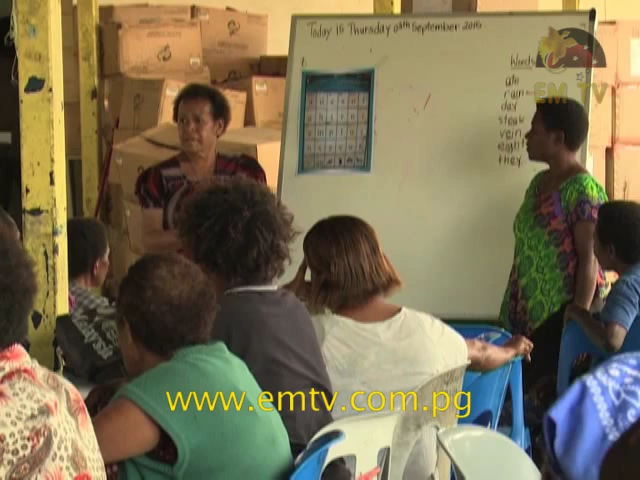 Today is Thursday 08th September 2016
Words
ate
rain
day
steak
vein
eight
they
EM TV
www.emtv.com.pg